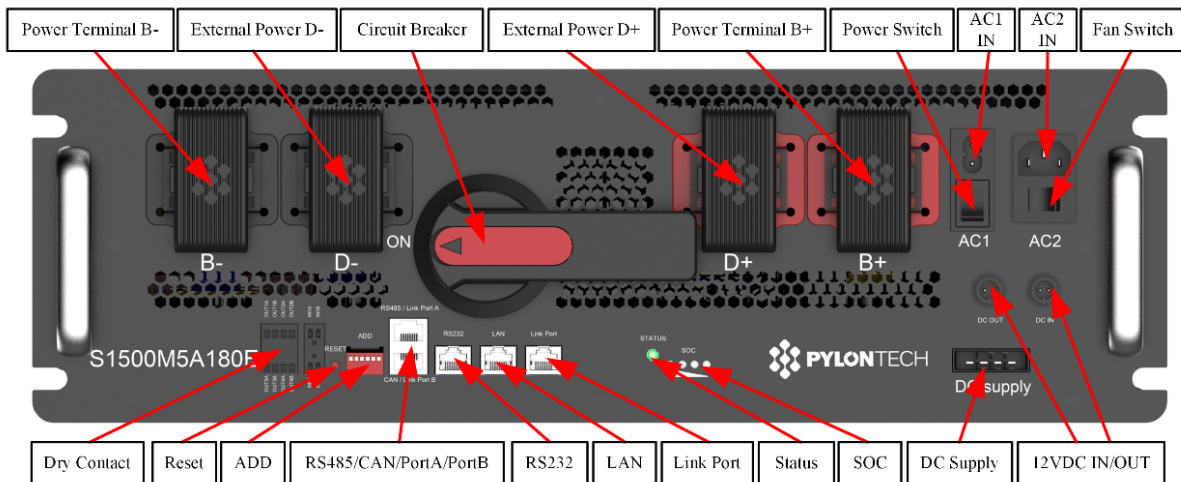 Power Terminal B-
External Power D-
Circuit Breaker
External Power D+
Power Terminal B+
Power Switch
AC1
IN
AC2
IN
Fan Switch
B-
D-
ON
D+
B+
AC1
AC2
DC OUT
DC IN
RS485 / Link Port A
ADD
RESET
RS232
LAN
Link Port
STATUS
SOC
CAN / Link Port B
PYLONTECH
DC supply
Dry Contact
Reset
ADD
RS485/CAN/PortA/PortB
RS232
LAN
Link Port
Status
SOC
DC Supply
12VDC IN/OUT